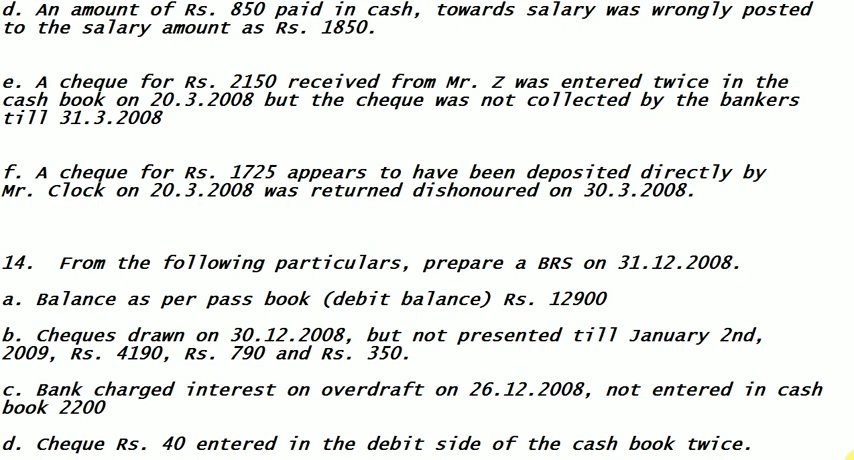 d. An amount of Rs. 850 paid in cash, towards salary was wrongly posted
to the salary amount as Rs. 1850.
e. A cheque for Rs. 2150 received from Mr. Z was entered twice in the
cash book on 20.3.2008 but the cheque was not collected by the bankers
till 31.3.2008
f. A cheque for Rs. 1725 appears to have been deposited directly by
Mr. Clock on 20.3.2008 was returned dishonoured on 30.3.2008.
14. From the following particulars, prepare a BRS on 31.12.2008.
a. Balance as per pass book (debit balance) Rs. 12900
b. Cheques drawn on 30.12.2008, but not presented till January 2nd,
2009, Rs. 4190, Rs. 790 and Rs. 350.
c. Bank charged interest on overdraft on 26.12.2008, not entered in cash
book 2200
d. Cheque Rs. 40 entered in the debit side of the cash book twice.